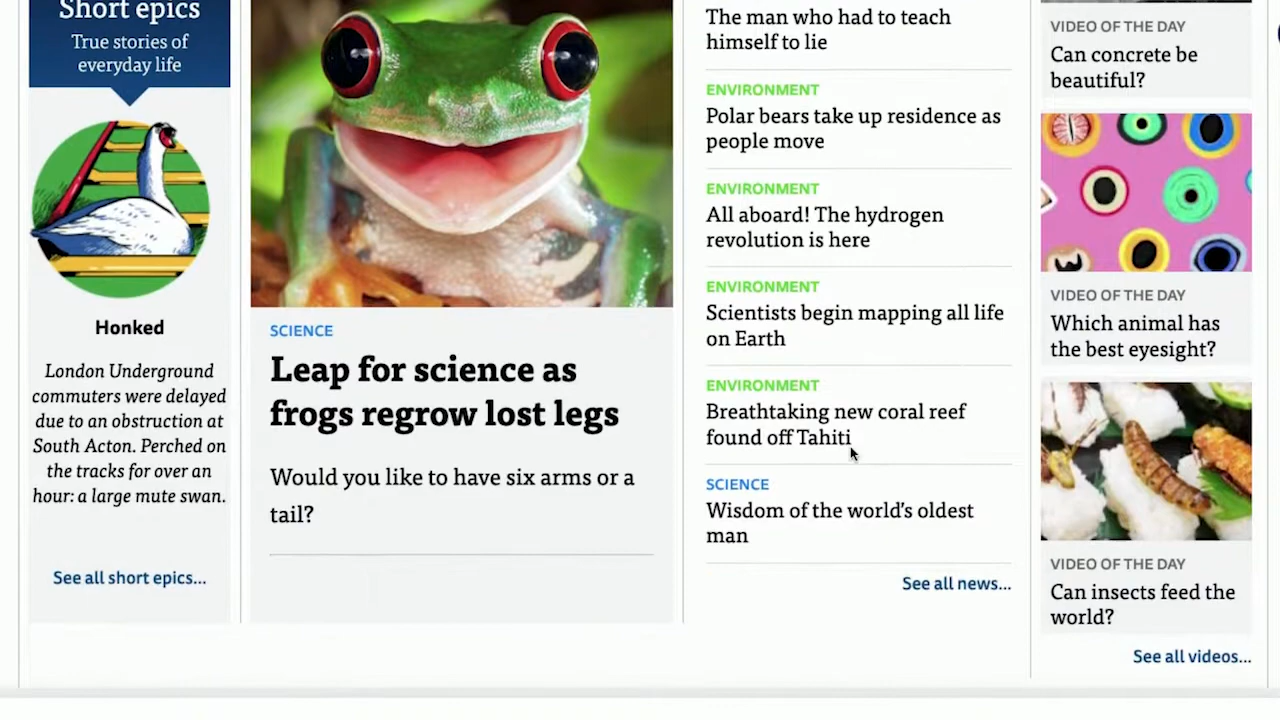 Short epics
True stories of
everyday life
Honked
London Underground
commuters were delayed
due to an obstruction at
South Acton. Perched on
the tracks for over an
hour: a large mute swan.
See all short epics...
SCIENCE
Leap for science as
frogs regrow lost legs
Would you like to have six arms or a
tail?
The man who had to teach
himself to lie
ENVIRONMENT
Polar bears take up residence as
people move
ENVIRONMENT
All aboard! The hydrogen
revolution is here
ENVIRONMENT
Scientists begin mapping all life
on Earth
ENVIRONMENT
Breathtaking new coral reef
found off Tahiti
SCIENCE
Wisdom of the world’s oldest
man
See all news...
VIDEO OF THE DAY
Can concrete be
beautiful?
VIDEO OF THE DAY
Which animal has
the best eyesight?
VIDEO OF THE DAY
Can insects feed the
world?
See all videos...